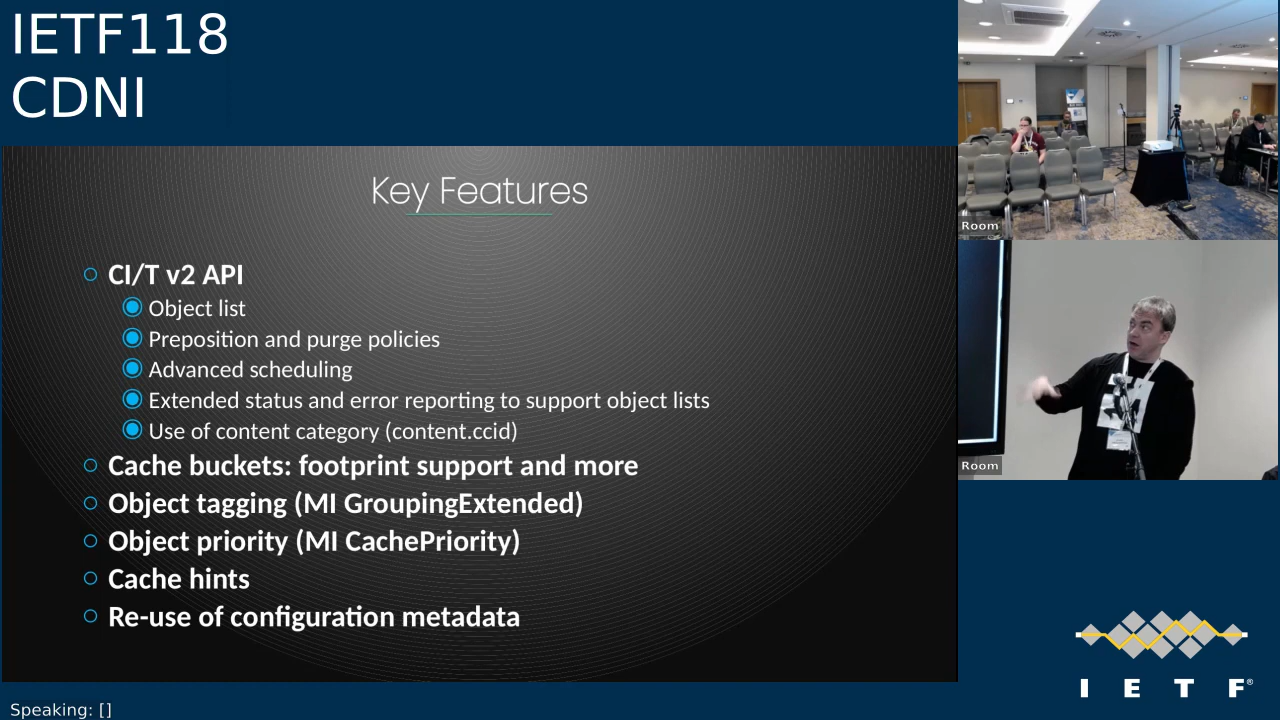 IETF118
CDNI
Key Features
CI/T v2 API
Object list
Preposition and purge policies
Advanced scheduling
Extended status and error reporting to support object lists
Use of content category (content.ccid)
Cache buckets: footprint support and more
Object tagging (MI GroupingExtended)
Object priority (MI CachePriority)
Cache hints
Re-use of configuration metadata
Room
Room
I E T F®
Speaking: []